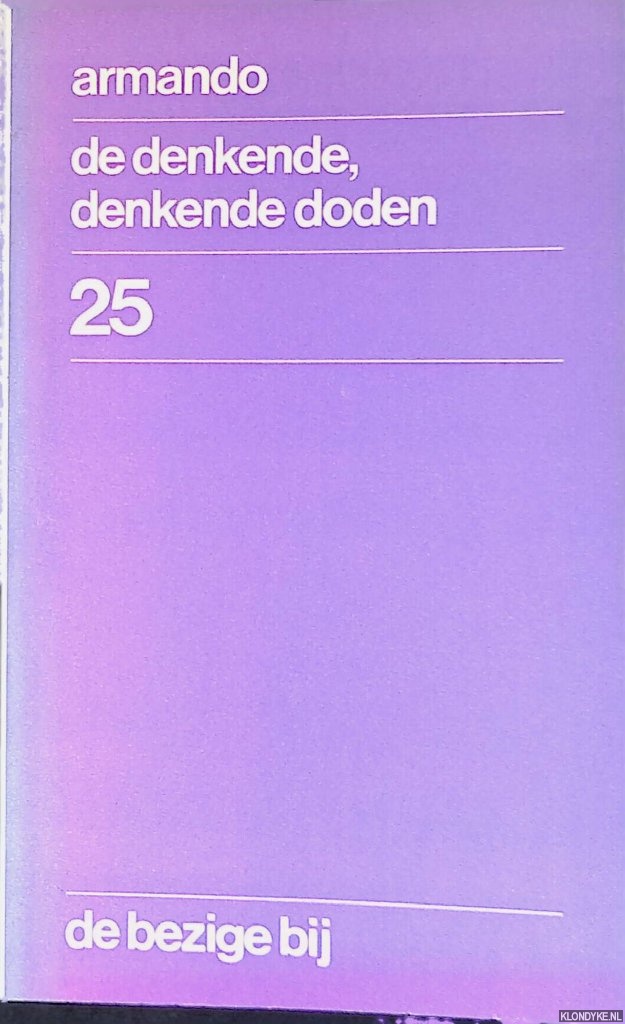 armando
de denkende,
denkende doden
25
de bezige bij
KLONDYKE.NL